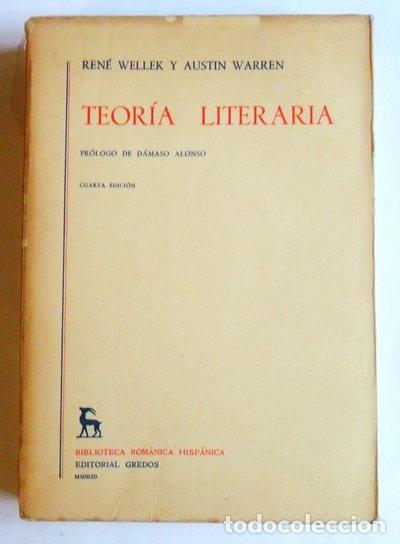 RENÉ WELLEK Y AUSTIN WARREN
TEORÍA LITERARIA
PRÓLOGO DE DÁMASO ALONSO
CUARTA EDICIÓN
BIBLIOTECA ROMÁNICA HISPÁNICA
EDITORIAL GREDOS
MADRID
todocoleccion.net